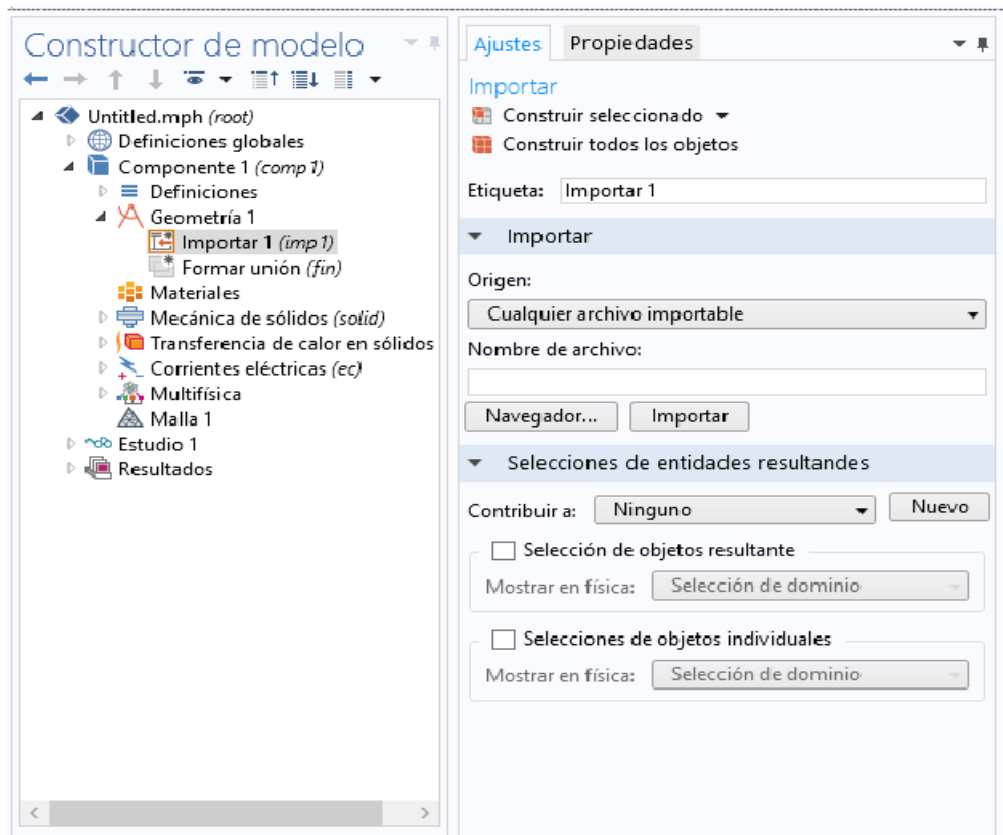 Constructor de modelo
Untitled.mph (root)
Definiciones globales
Componente 1 (comp1)
Definiciones
Geometría 1
Importar 1 (imp1)
Formar unión (fin)
Materiales
Mecánica de sólidos (solid)
Transferencia de calor en sólidos
Corrientes eléctricas (ec)
Multifísica
Malla 1
Estudio 1
Resultados
Ajustes Propiedades
Importar
Construir seleccionado
Construir todos los objetos
Etiqueta: Importar 1
Importar
Origen:
Cualquier archivo importable
Nombre de archivo:
Navegador... Importar
Selecciones de entidades resultandes
Contribuir a: Ninguno Nuevo
Selección de objetos resultante
Mostrar en física: Selección de dominio
Selecciones de objetos individuales
Mostrar en física: Selección de dominio